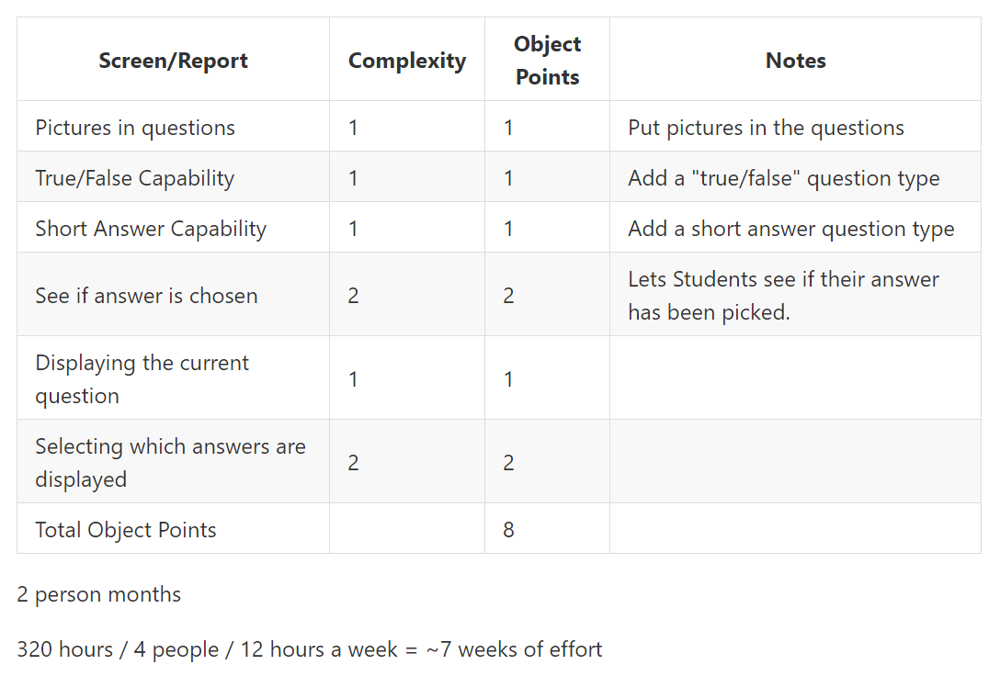 Screen/Report Complexity Object Points Notes
Pictures in questions 1 1 Put pictures in the questions
True/False Capability 1 1 Add a "true/false" question type
Short Answer Capability 1 1 Add a short answer question type
See if answer is chosen 2 2 Lets Students see if their answer
has been picked.
Displaying the current
question 1 1
Selecting which answers are
displayed 2 2
Total Object Points 8
2 person months
320 hours / 4 people / 12 hours a week = ~7 weeks of effort